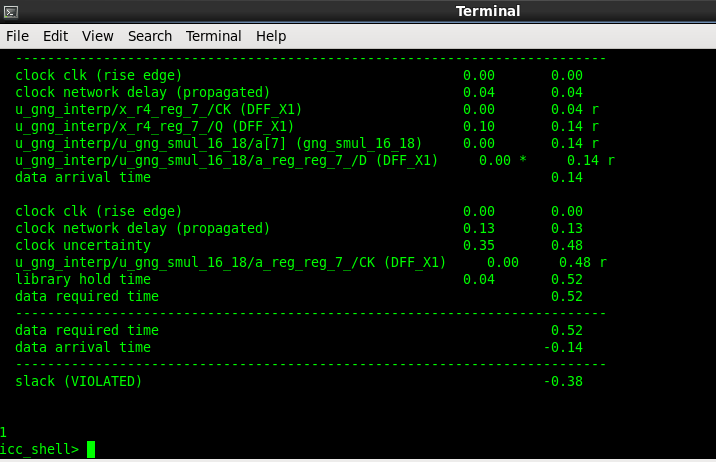 Terminal
File Edit View Search Terminal Help
---------------------------------------------------------------------------
clock clk (rise edge) 0.00 0.00
clock network delay (propagated) 0.04 0.04
u_gng_interp/x_r4_reg_7_/CK (DFF_X1) 0.00 0.04 r
u_gng_interp/x_r4_reg_7_/Q (DFF_X1) 0.10 0.14 r
u_gng_interp/u_gng_smul_16_18/a[7] (gng_smul_16_18) 0.00 0.14 r
u_gng_interp/u_gng_smul_16_18/a_reg_reg_7_/D (DFF_X1) 0.00 * 0.14 r
data arrival time 0.14
clock clk (rise edge) 0.00 0.00
clock network delay (propagated) 0.13 0.13
clock uncertainty 0.35 0.48
u_gng_interp/u_gng_smul_16_18/a_reg_reg_7_/CK (DFF_X1) 0.00 0.48 r
library hold time 0.04 0.52
data required time 0.52
---------------------------------------------------------------------------
data required time 0.52
data arrival time -0.14
---------------------------------------------------------------------------
slack (VIOLATED) -0.38
1
icc_shell>